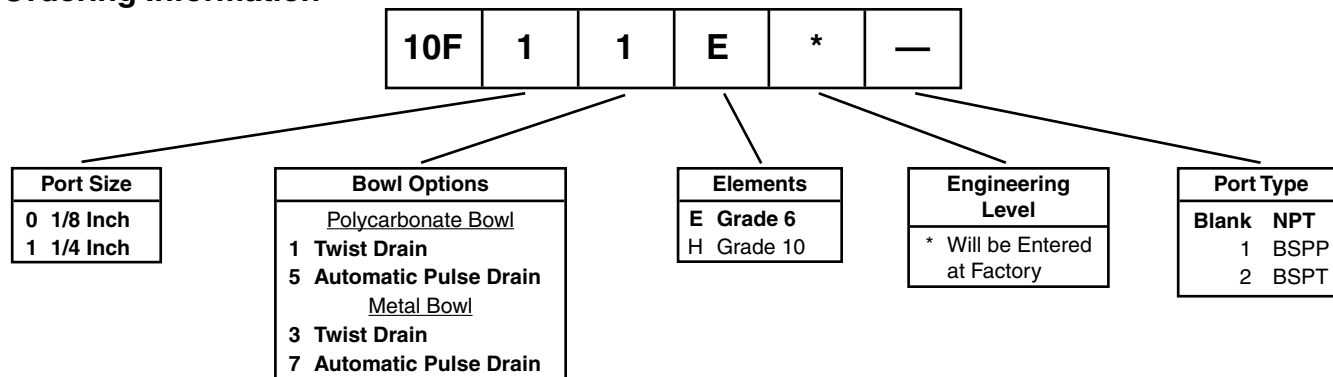 Ordering Information
10F 1 1 E * —
Port Size
0 1/8 Inch
1 1/4 Inch
Bowl Options
Polycarbonate Bowl
1 Twist Drain
5 Automatic Pulse Drain
Metal Bowl
3 Twist Drain
7 Automatic Pulse Drain
Elements
E Grade 6
H Grade 10
Engineering
Level
* Will be Entered
at Factory
Port Type
Blank NPT
1 BSPP
2 BSPT